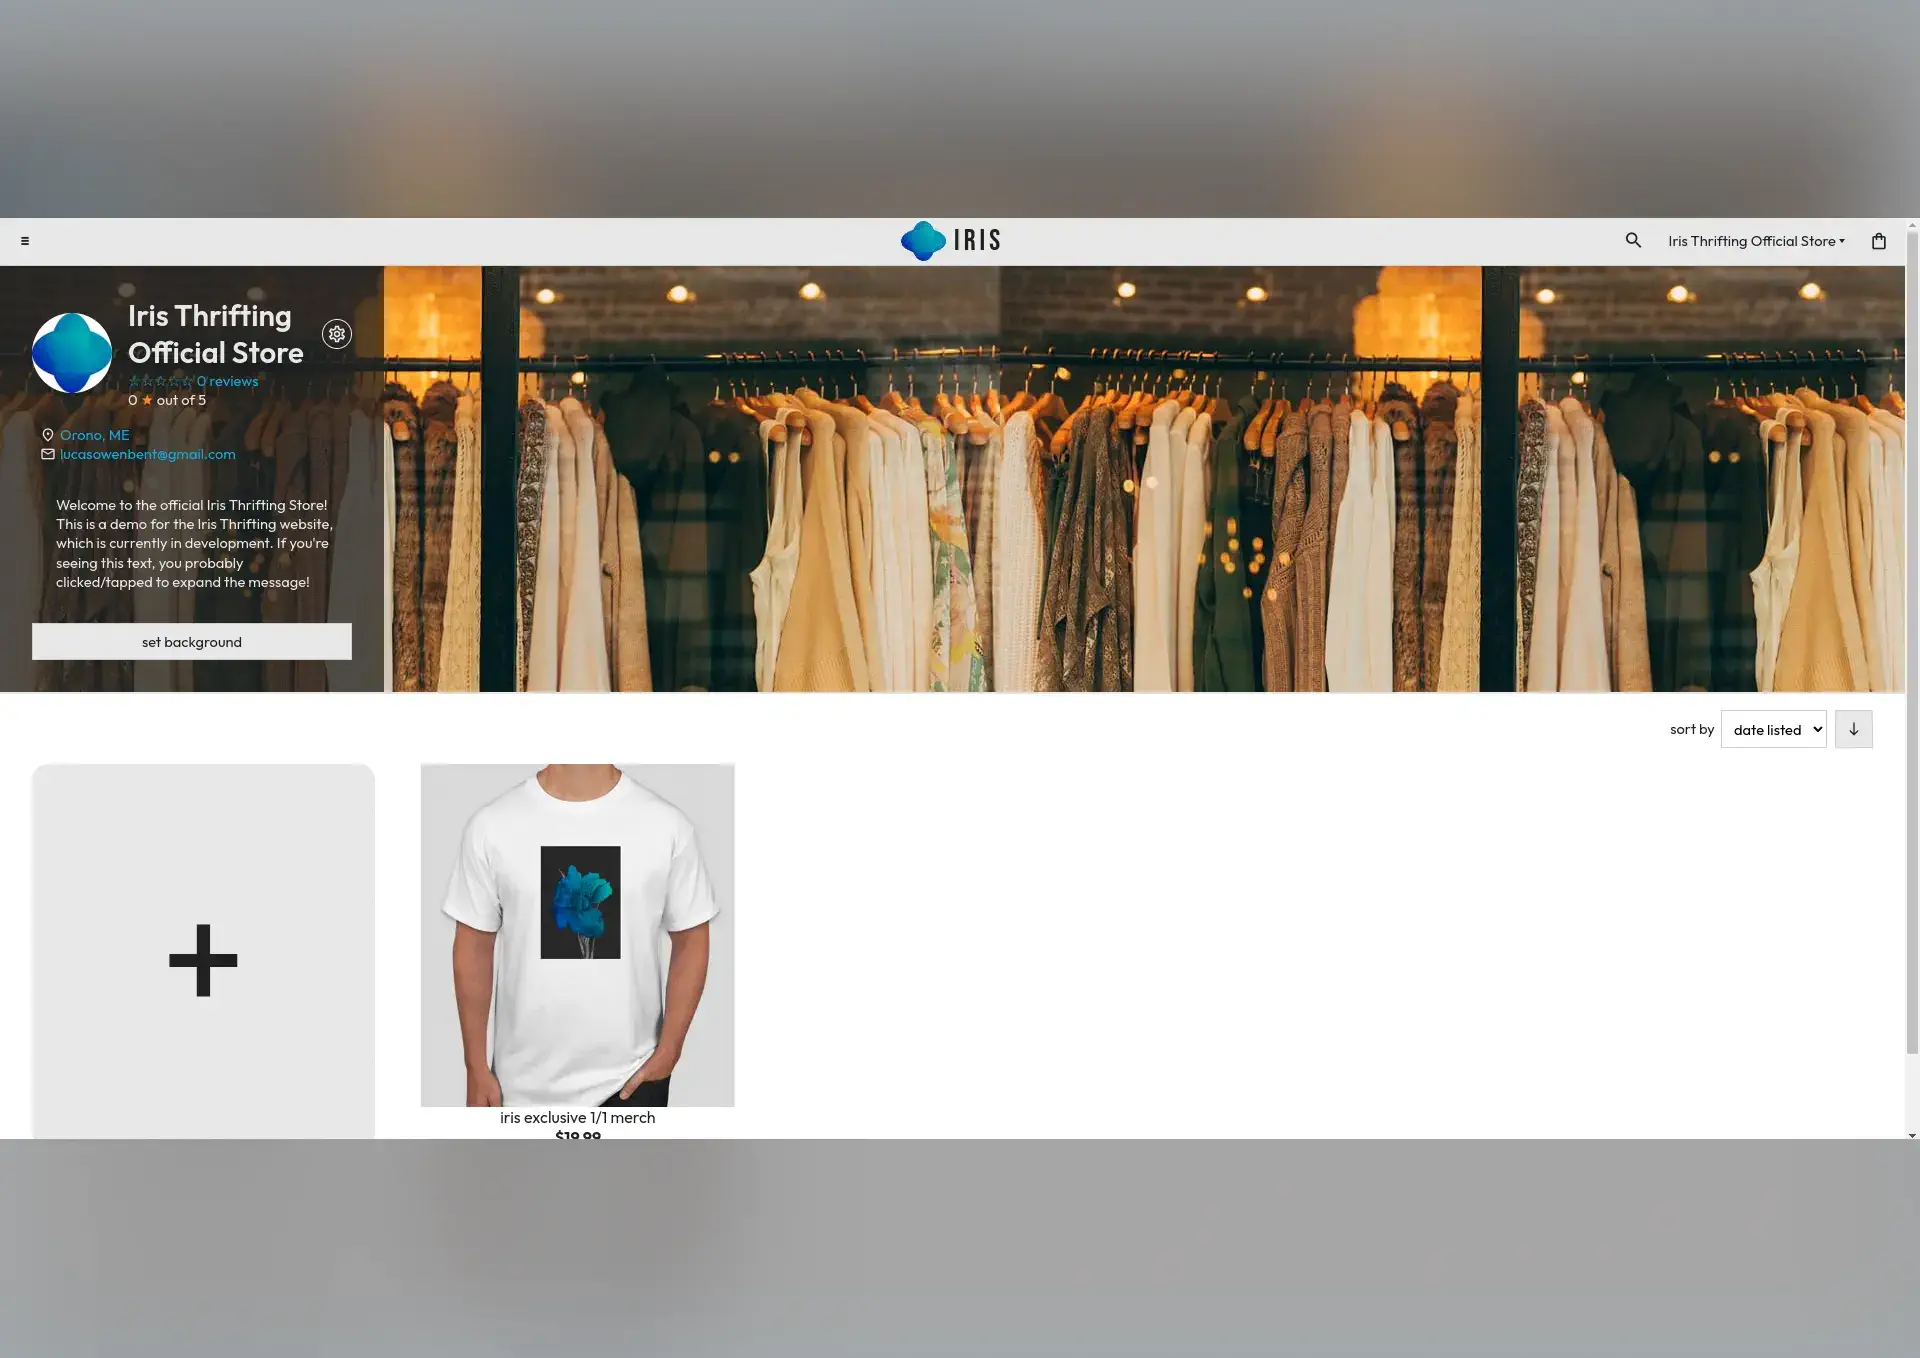 ≡
IRIS
Iris Thrifting Official Store ▾
Iris Thrifting
Official Store
☆☆☆☆☆ 0 reviews
0 ★ out of 5
Orono, ME
lucasowenbent@gmail.com
Welcome to the official Iris Thrifting Store!
This is a demo for the Iris Thrifting website,
which is currently in development. If you're
seeing this text, you probably
clicked/tapped to expand the message!
set background
sort by date listed ↓
+
iris exclusive 1/1 merch
$19.99